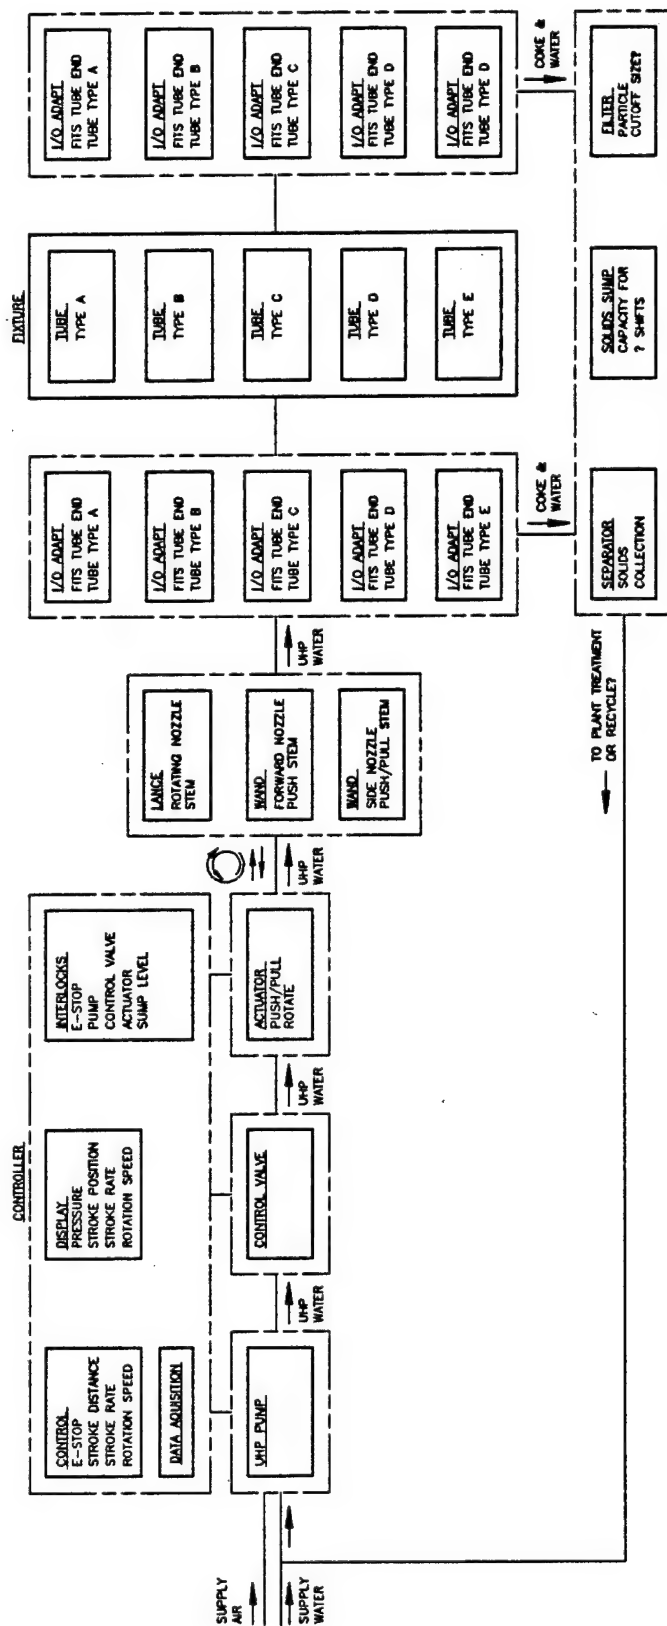 CONTROLLER
CONTROL
E-STOP
STROKE DISTANCE
STROKE RATE
ROTATION SPEED
DATA AQUISITION
DISPLAY
PRESSURE
STROKE POSITION
STROKE RATE
ROTATION SPEED
INTERLOCKS
E-STOP
PUMP
CONTROL VALVE
ACTUATOR
SUMP LEVEL
SUPPLY
AIR
SUPPLY
WATER
UHP PUMP
UHP
WATER
CONTROL VALVE
UHP
WATER
ACTUATOR
PUSH/PULL
ROTATE
UHP
WATER
LANCE
ROTATING NOZZLE
STEM
WAND
FORWARD NOZZLE
PUSH STEM
WAND
SIDE NOZZLE
PUSH/PULL STEM
UHP
WATER
I/O ADAPT
FITS TUBE END
TUBE TYPE A
I/O ADAPT
FITS TUBE END
TUBE TYPE B
I/O ADAPT
FITS TUBE END
TUBE TYPE C
I/O ADAPT
FITS TUBE END
TUBE TYPE D
I/O ADAPT
FITS TUBE END
TUBE TYPE E
COKE &
WATER
FIXTURE
TUBE
TYPE A
TUBE
TYPE B
TUBE
TYPE C
TUBE
TYPE D
TUBE
TYPE E
I/O ADAPT
FITS TUBE END
TUBE TYPE A
I/O ADAPT
FITS TUBE END
TUBE TYPE B
I/O ADAPT
FITS TUBE END
TUBE TYPE C
I/O ADAPT
FITS TUBE END
TUBE TYPE D
I/O ADAPT
FITS TUBE END
TUBE TYPE D
COKE &
WATER
TO PLANT TREATMENT
OR RECYCLE?
SEPARATOR
SOLIDS
COLLECTION
SOLIDS SUMP
CAPACITY FOR
? SHIFTS
FILTER
PARTICLE
CUTOFF SIZE?